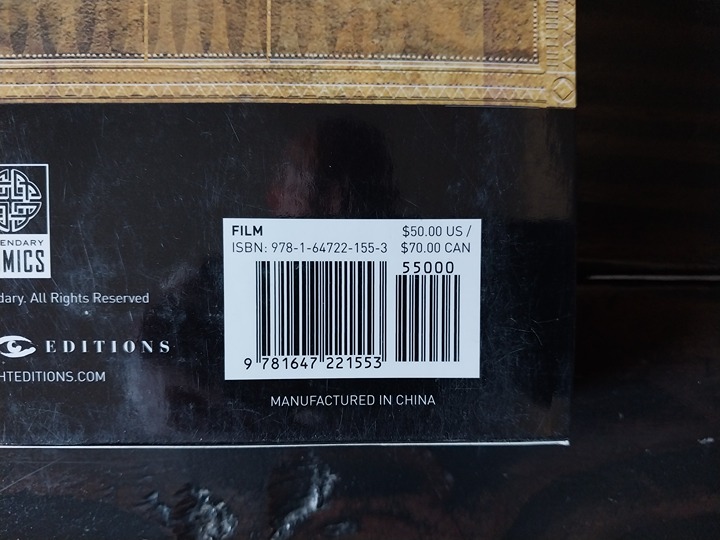 ENDARY
MICS
dary. All Rights Reserved
EDITIONS
HTEDITIONS.COM
FILM
$50.00 US /
ISBN: 978-1-64722-155-3
$70.00 CAN
55000
9 781647 221553
MANUFACTURED IN CHINA